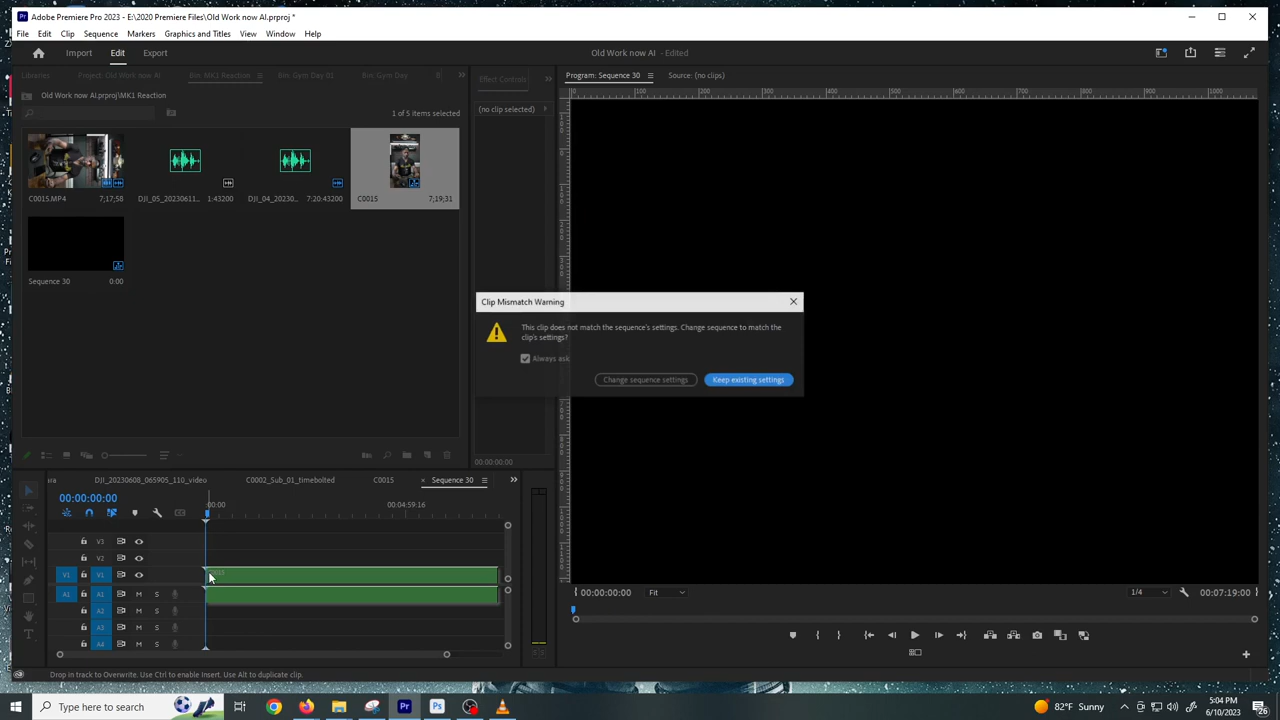 Adobe Premiere Pro 2023 - E:\2020 Premiere Files\Old Work now AI.prproj *
File Edit Clip Sequence Markers Graphics and Titles View Window Help
Import Edit Export
Old Work now AI - Edited
Libraries Project: Old Work now AI Bin: MK1 Reaction Bin: Gym Day 01 Bin: Gym Day
Effect Controls
Program: Sequence 30 Source: (no clips)
Old Work now AI.prproj\MK1 Reaction
(no clip selected)
1 of 5 items selected
C0015.MP4 7;17;58
DJI_05_20230611... 1:43200
DJI_04_20230... 7:20:43200
C0015 7;19;31
Sequence 30 0:00
Clip Mismatch Warning
This clip does not match the sequence's settings. Change sequence to match the
clip's settings?
Always ask
Change sequence settings Keep existing settings
00:00:00:00
DJI_20230608_065905_110_video C0002_Sub_01_timebolted C0015 Sequence 30
00:00:00:00
:00:00 00:04:59:16
V3
V2
V1 V1
A1 A1 M S
A2 M S
A3 M S
A4 M S
00:00:00:00 Fit 1/4 00:07:19:00
Drop in track to Overwrite. Use Ctrl to enable Insert. Use Alt to duplicate clip.
Type here to search
82°F Sunny
5:04 PM
6/10/2023
26